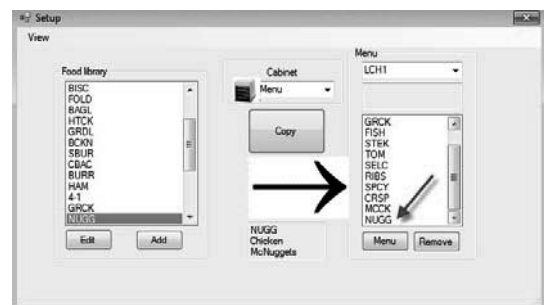 Setup
View
Food library
BISC
FOLD
BAGL
HTCK
GRDL
BCKN
SBUR
CBAC
BURR
HAM
4-1
GRCK
NUGG
Edit
Add
Cabinet
Menu
Copy
NUGG
Chicken
McNuggets
Menu
LCH1
GRCK
FISH
STEK
TOM
SELC
RIBS
SPCY
CRSP
MCCK
NUGG
Menu
Remove